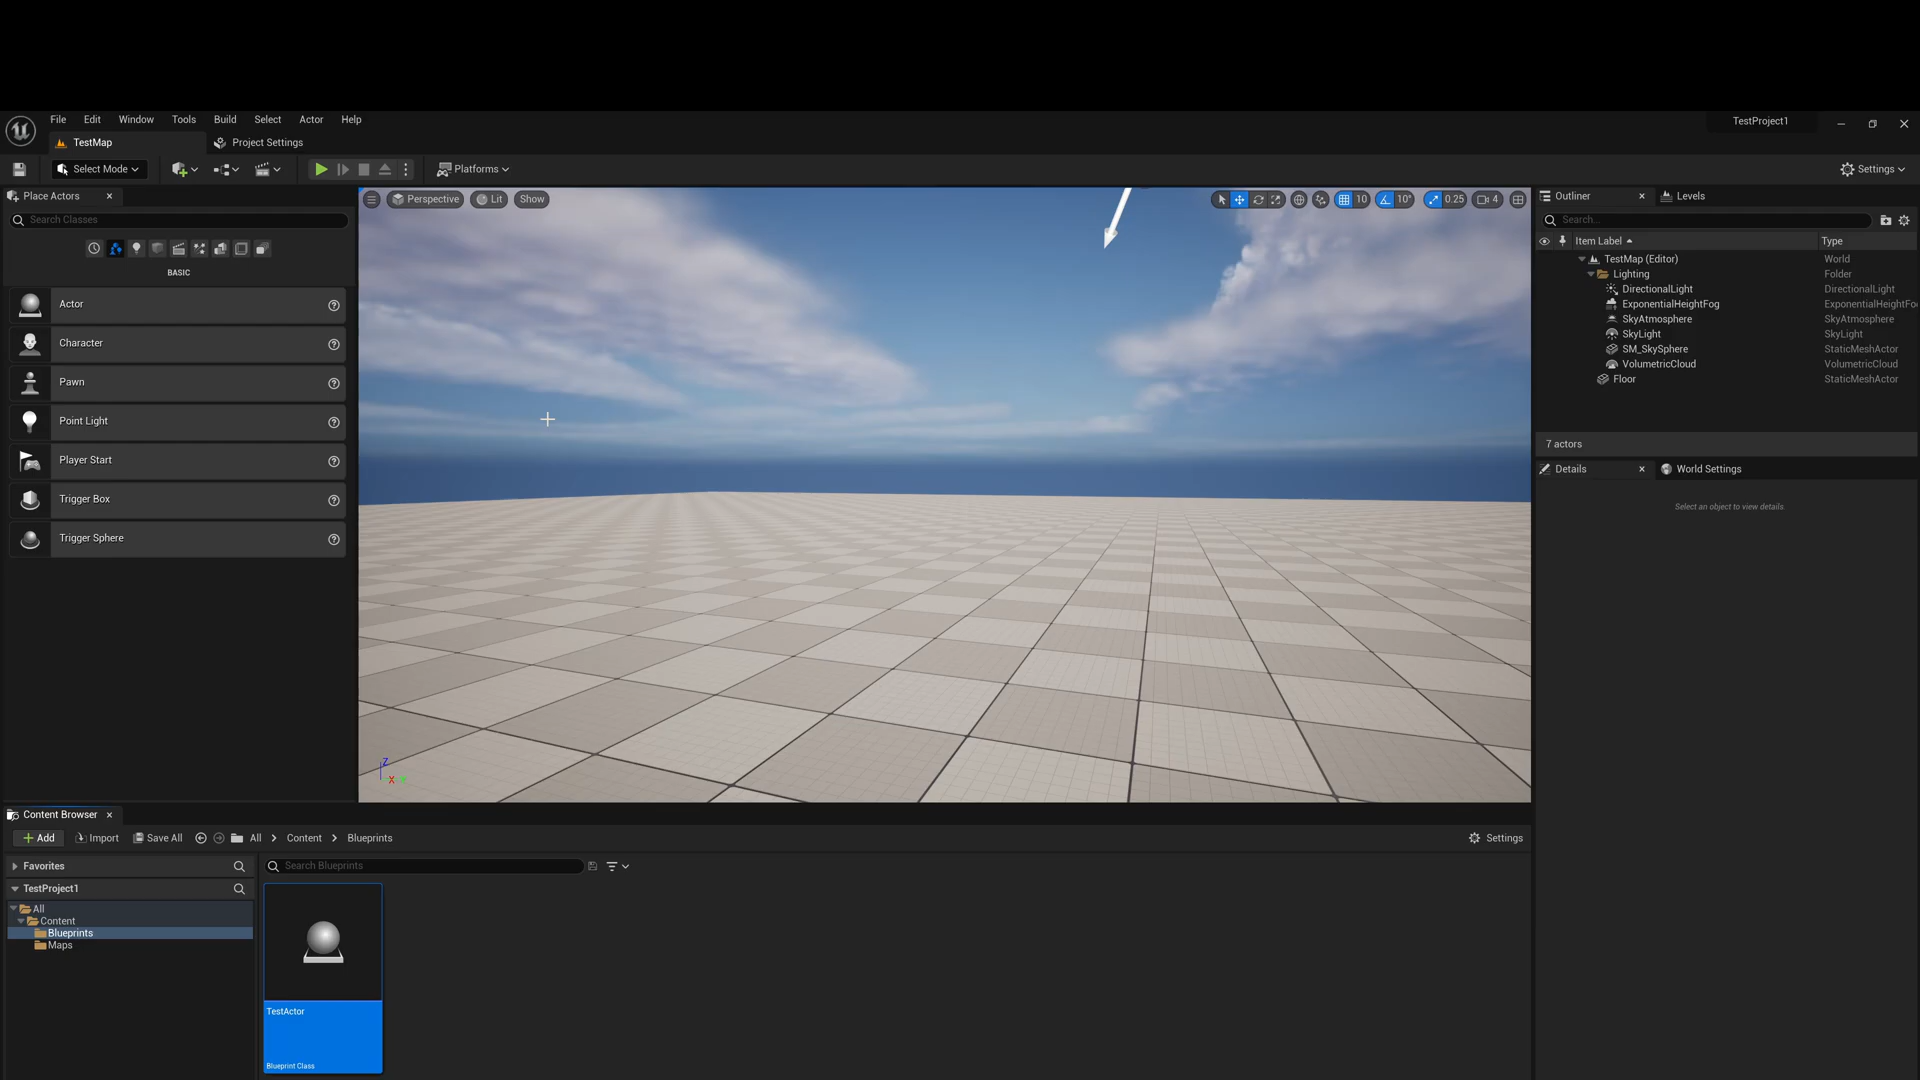 File Edit Window Tools Build Select Actor Help
TestProject1
TestMap
Project Settings
Select Mode
Platforms
Settings
Place Actors
Search Classes
BASIC
Actor
Character
Pawn
Point Light
Player Start
Trigger Box
Trigger Sphere
Perspective Lit Show
10 10° 0.25 4
Z
X
Outliner Levels
Search...
Item Label Type
TestMap (Editor) World
Lighting Folder
DirectionalLight DirectionalLight
ExponentialHeightFog ExponentialHeightFo
SkyAtmosphere SkyAtmosphere
SkyLight SkyLight
SM_SkySphere StaticMeshActor
VolumetricCloud VolumetricCloud
Floor StaticMeshActor
7 actors
Details World Settings
Select an object to view details.
Content Browser
Add Import Save All All Content Blueprints
Settings
Favorites
Search Blueprints
TestProject1
All
Content
Blueprints
Maps
TestActor
Blueprint Class